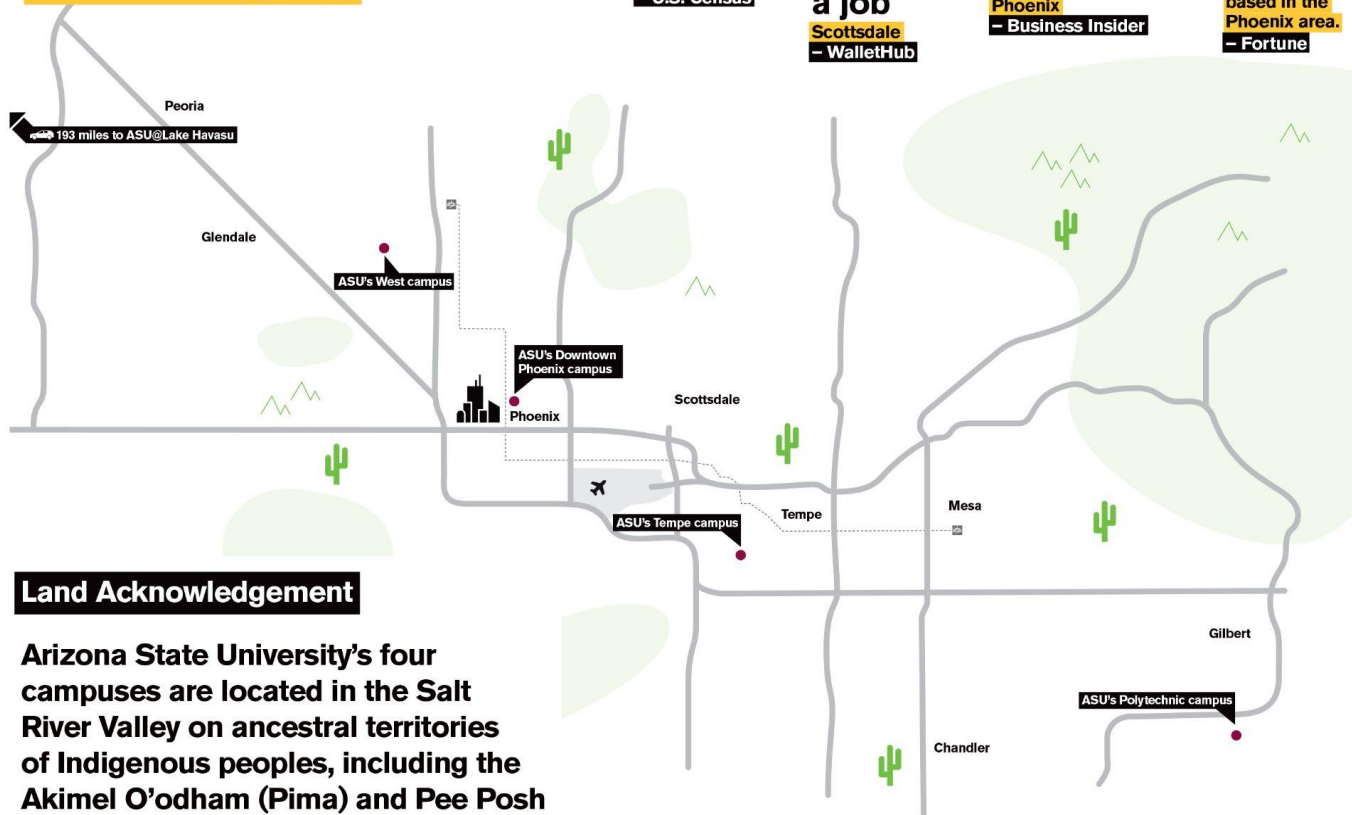 – U.S. Census
a job
Scottsdale
– WalletHub
Phoenix
– Business Insider
based in the
Phoenix area.
– Fortune
Peoria
193 miles to ASU@Lake Havasu
Glendale
ASU's West campus
ASU's Downtown
Phoenix campus
Phoenix
Scottsdale
ASU's Tempe campus
Tempe
Mesa
Gilbert
ASU's Polytechnic campus
Chandler
Land Acknowledgement
Arizona State University's four
campuses are located in the Salt
River Valley on ancestral territories
of Indigenous peoples, including the
Akimel O'odham (Pima) and Pee Posh